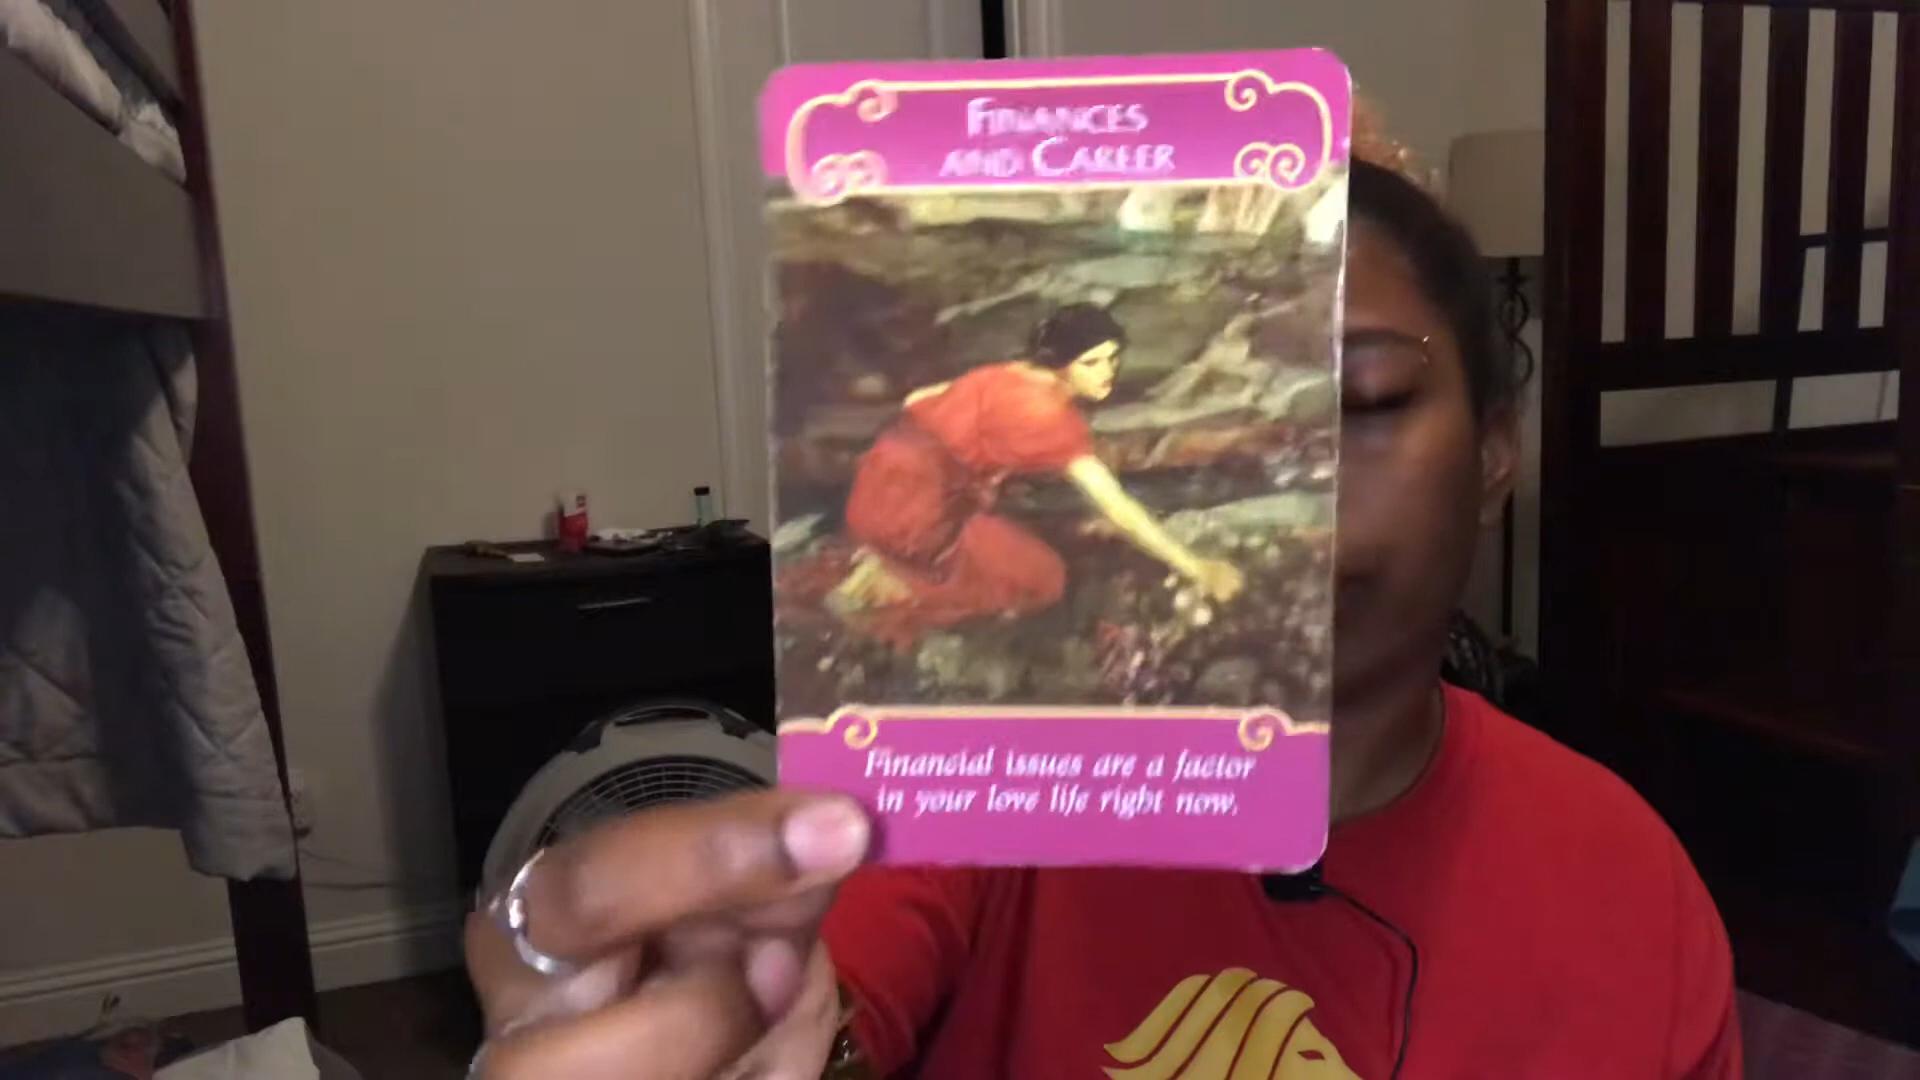 FINANCES
AND CAREER
Financial issues are a factor
in your love life right now.